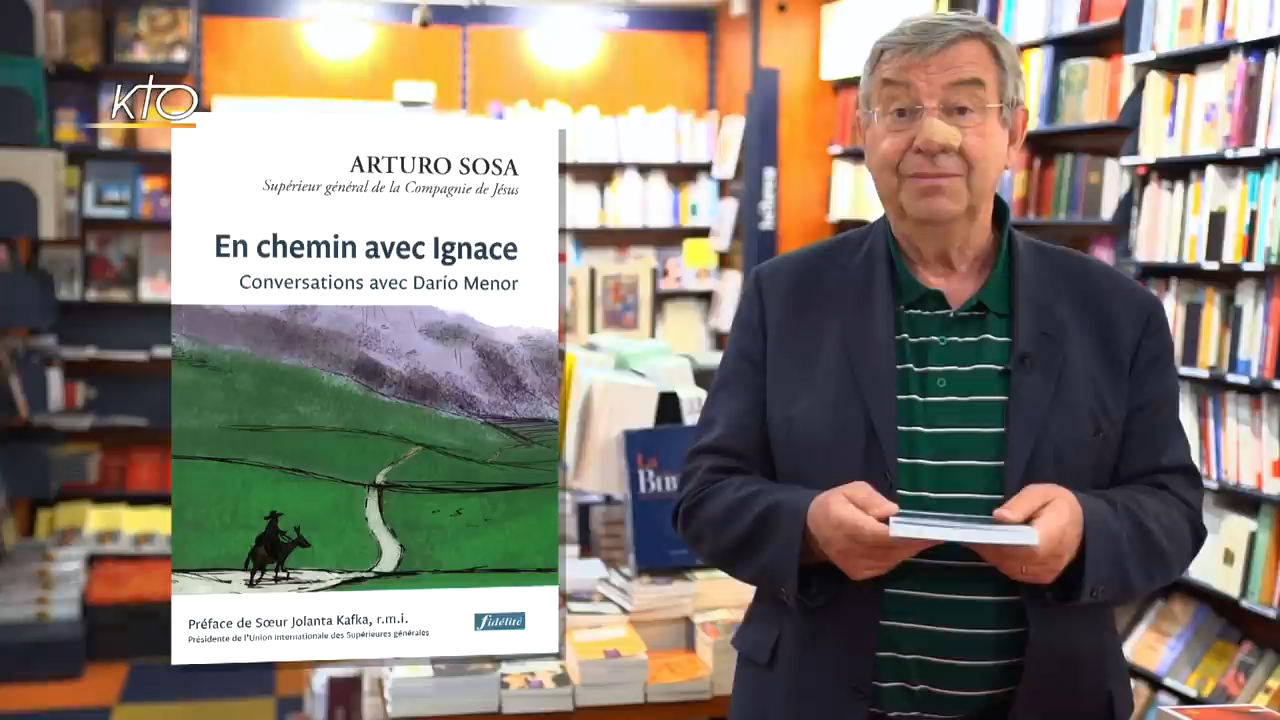 KTO
ARTURO SOSA
Supérieur général de la Compagnie de Jésus
En chemin avec Ignace
Conversations avec Darío Menor
Préface de Sœur Jolanta Kafka, r.m.i.
Présidente de l'Union internationale des Supérieures générales
fidélité
La